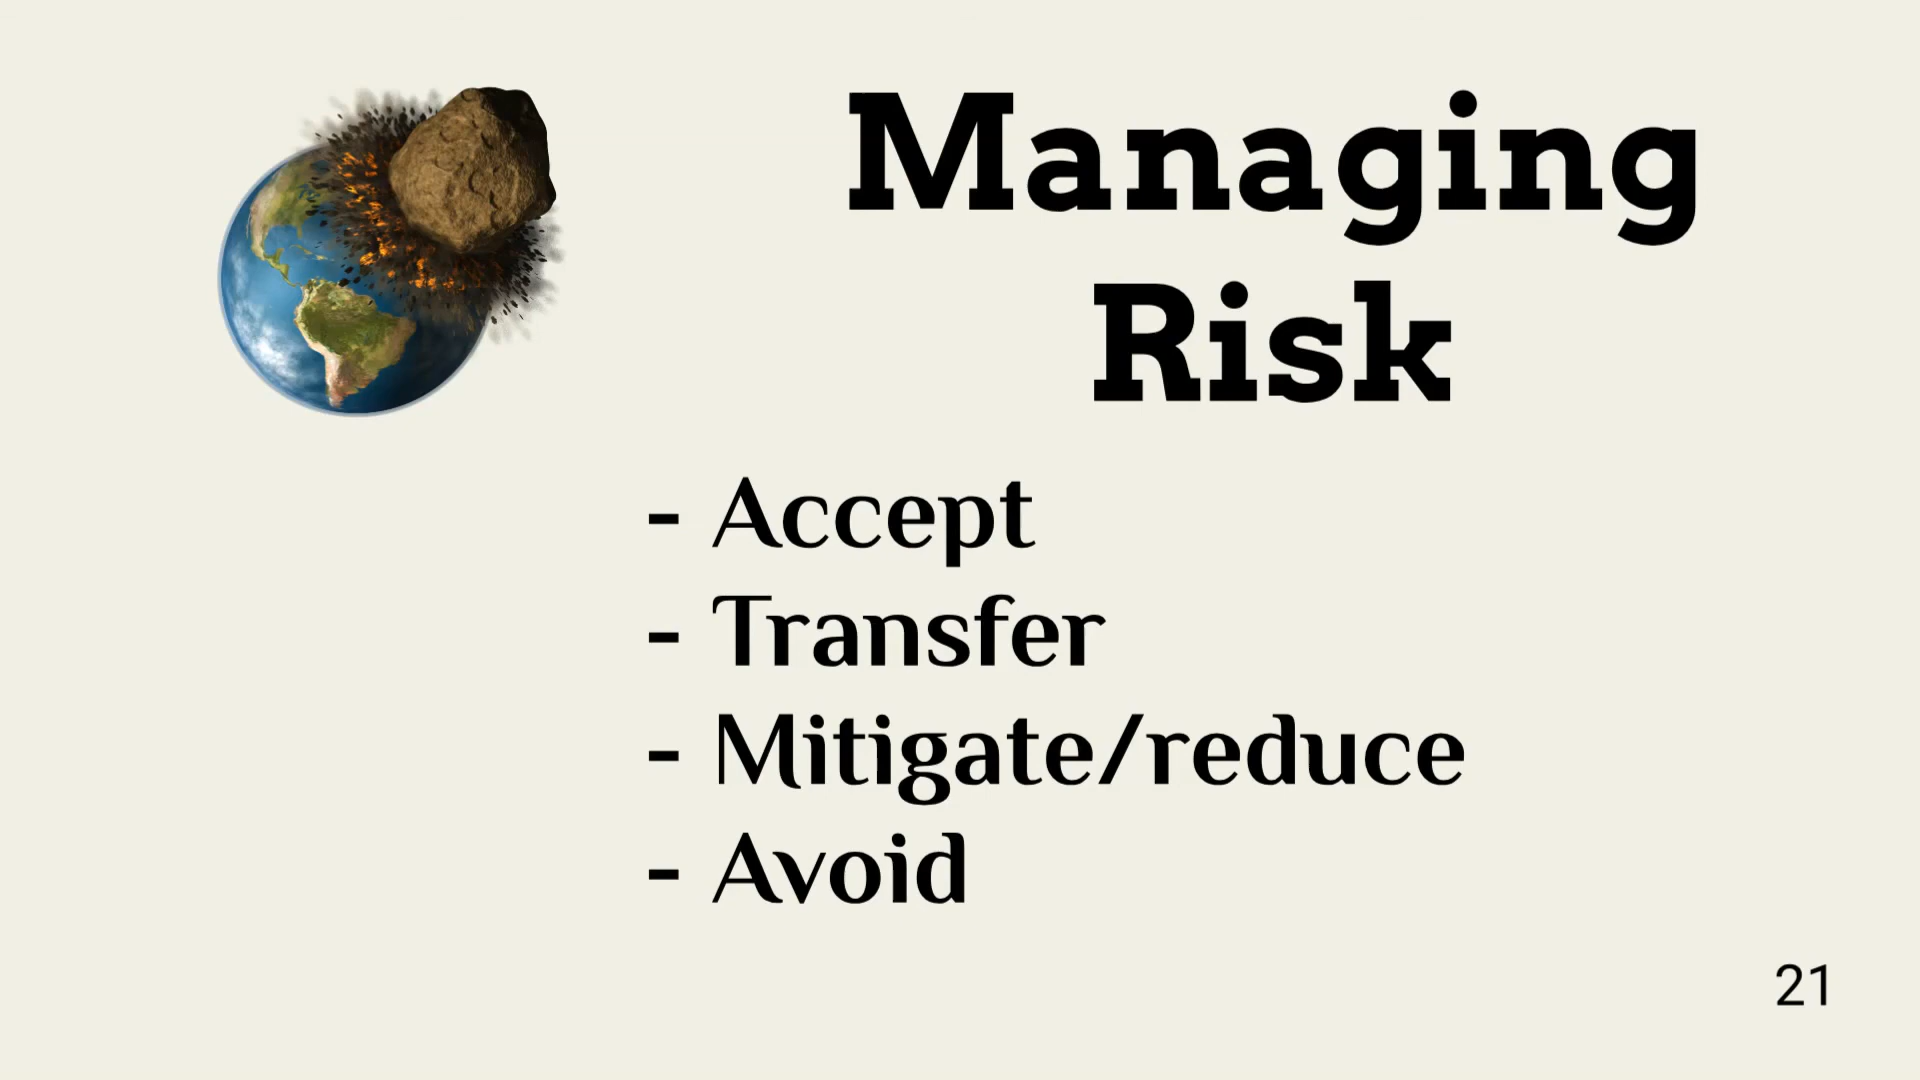 Managing
Risk
- Accept
- Transfer
- Mitigate/reduce
- Avoid
21